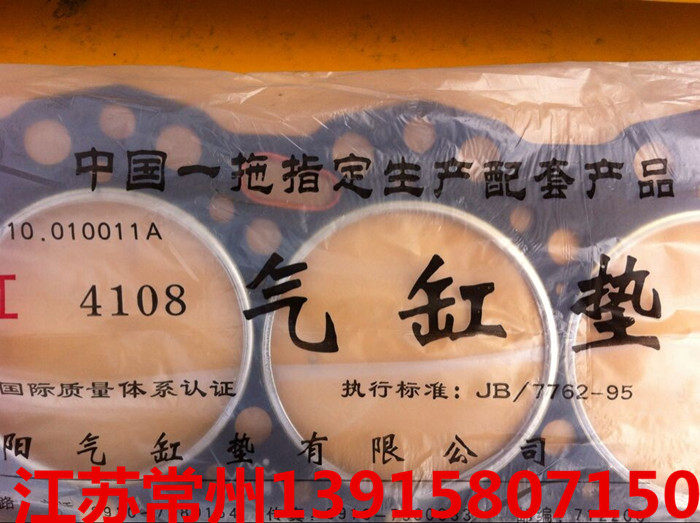 中国一拖指定生产配套产品
10.010011A
江 4108 气缸垫
国际质量体系认证 执行标准：JB/7762-95
阳气缸垫有限公司
江苏常州13915807150